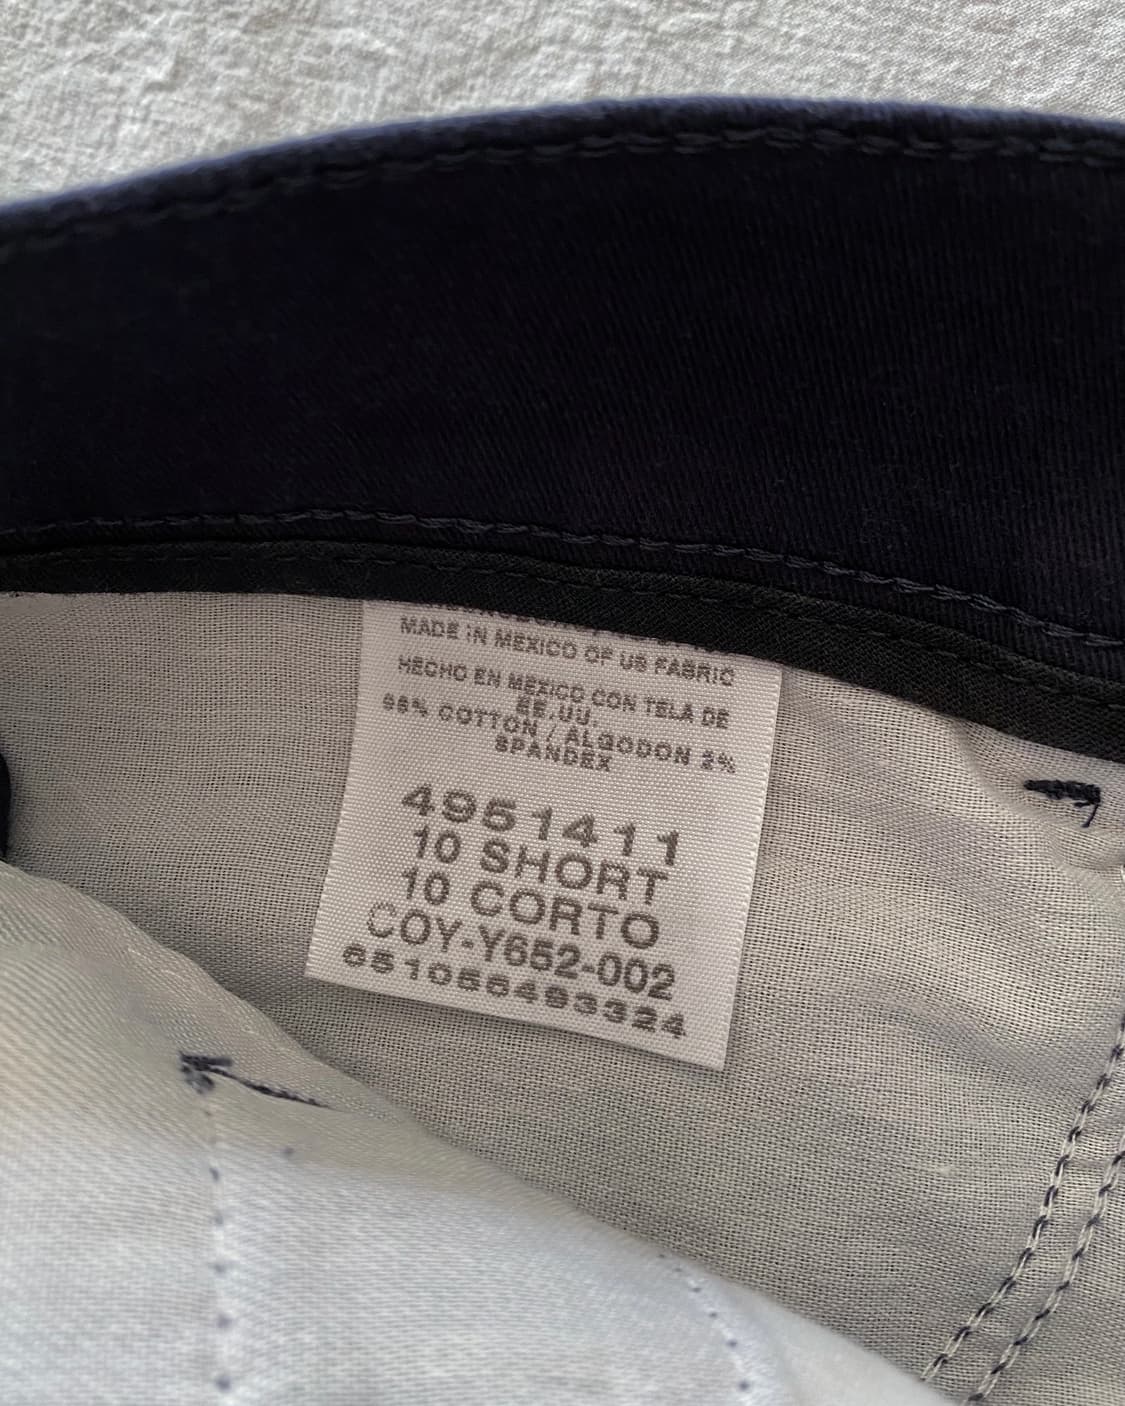 MADE IN MEXICO OF US FABRIC
HECHO EN MEXICO CON TELA DE
EE.UU.
98% COTTON / ALGODON 2%
SPANDEX
4951411
10 SHORT
10 CORTO
COY-Y652-002